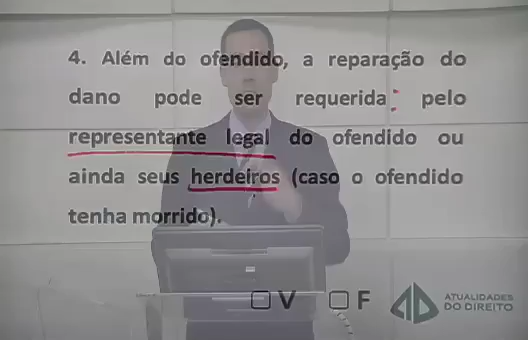 4. Além do ofendido, a reparação do
dano pode ser requerida: pelo
representante legal do ofendido ou
ainda seus herdeiros (caso o ofendido
tenha morrido).
V F
ATUALIDADES
DO DIREITO